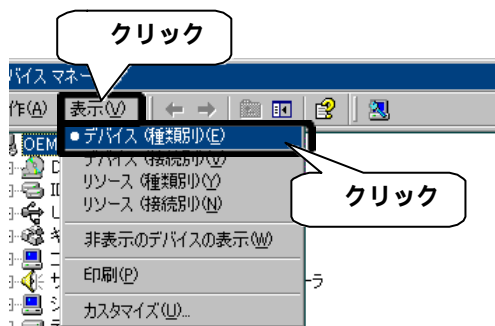 クリック
バイス マネージャ
作(A) 表示(V)
OEM
デバイス (種類別)(E)
デバイス (接続別)(V)
リソース (種類別)(Y)
リソース (接続別)(N)
クリック
非表示のデバイスの表示(W)
印刷(P)
ラ
カスタマイズ(U)...